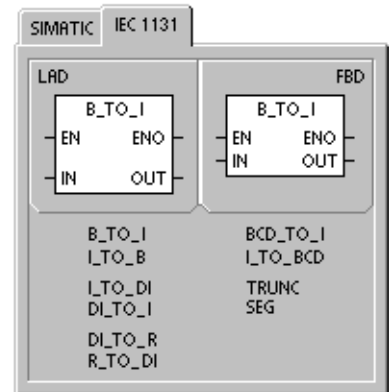 SIMATIC IEC 1131
LAD FBD
B_TO_I B_TO_I
EN ENO EN ENO
IN OUT IN OUT
B_TO_I BCD_TO_I
I_TO_B I_TO_BCD
I_TO_DI TRUNC
DI_TO_I SEG
DI_TO_R
R_TO_DI